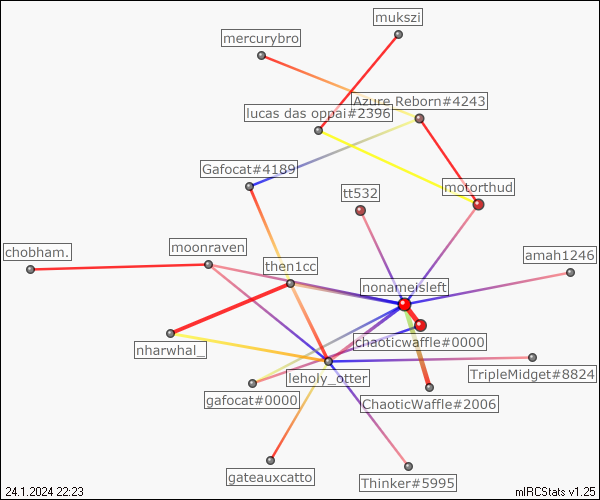 mukszi
mercurybro
Azure Reborn#4243
lucas das oppai#2396
Gafocat#4189
tt532
motorthud
moonraven
chobham.
then1cc
amah1246
nonameisleft
chaoticwaffle#0000
nharwhal_
leholy_otter
TripleMidget#8824
gafocat#0000
ChaoticWaffle#2006
gateauxcatto
Thinker#5995
24.1.2024 22:23
mIRCStats v1.25